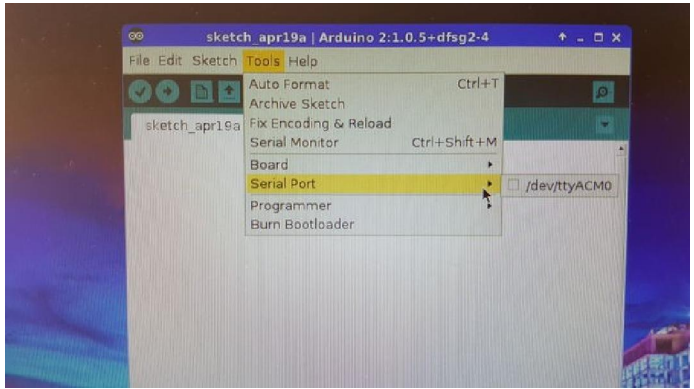 sketch_apr19a | Arduino 2:1.0.5+dfsg2-4
File Edit Sketch Tools Help
Auto Format Ctrl+T
Archive Sketch
sketch_apr19a
Fix Encoding & Reload
Serial Monitor Ctrl+Shift+M
Board
Serial Port
/dev/ttyACM0
Programmer
Burn Bootloader